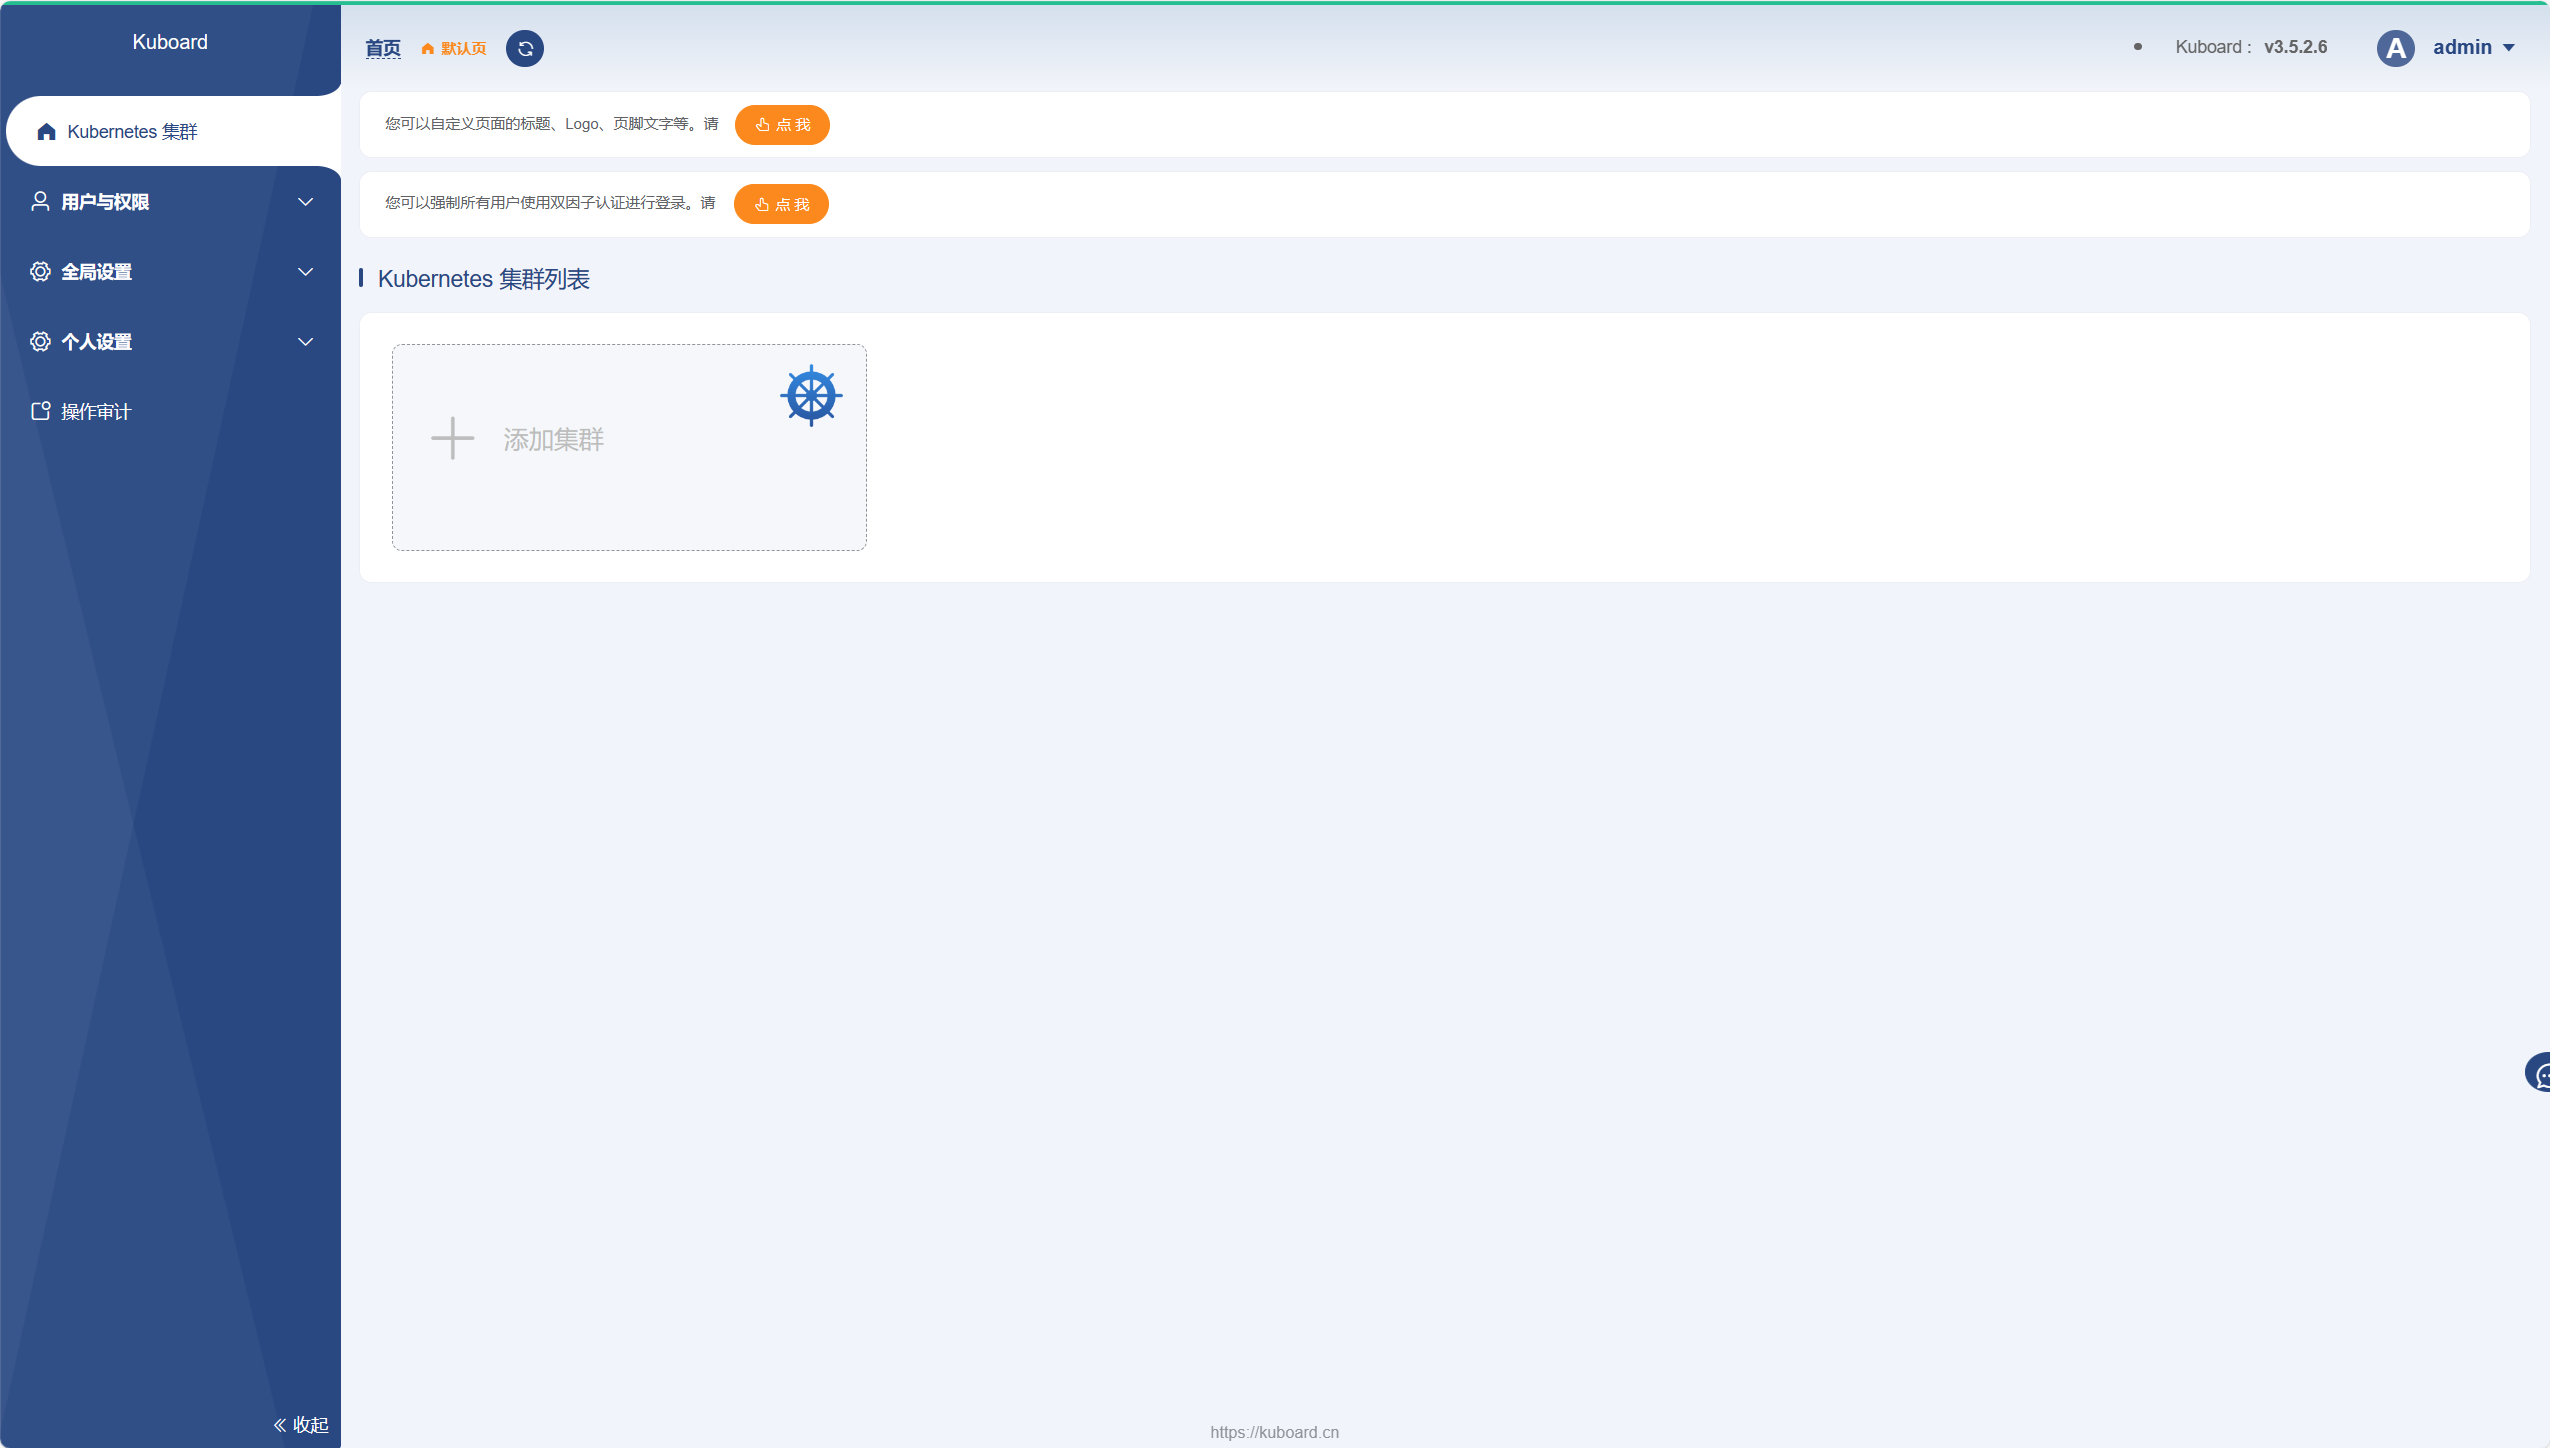 Kuboard
Kubernetes 集群
用户与权限
全局设置
个人设置
操作审计
收起
首页 默认页
Kuboard : v3.5.2.6 A admin
您可以自定义页面的标题、Logo、页脚文字等。请 点 我
您可以强制所有用户使用双因子认证进行登录。请 点 我
Kubernetes 集群列表
添加集群
https://kuboard.cn